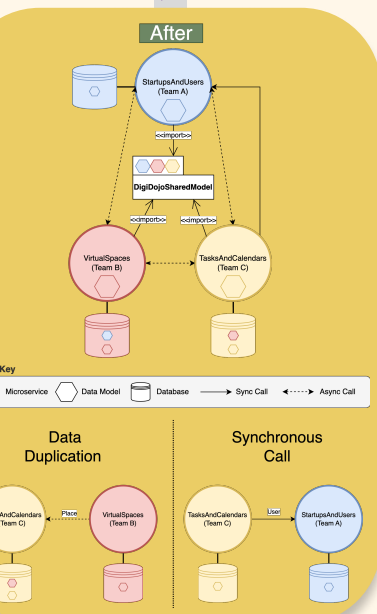 After
StartupsAndUsers
(Team A)
<<import>>
DigiDojoSharedModel
<<import>>
<<import>>
VirtualSpaces
(Team B)
TasksAndCalendars
(Team C)
Key
Microservice
Data Model
Database
Sync Call
Async Call
Data
Duplication
Synchronous
Call
AndCalendars
Team C)
Place
VirtualSpaces
(Team B)
TasksAndCalendars
(Team C)
User
StartupsAndUsers
(Team A)